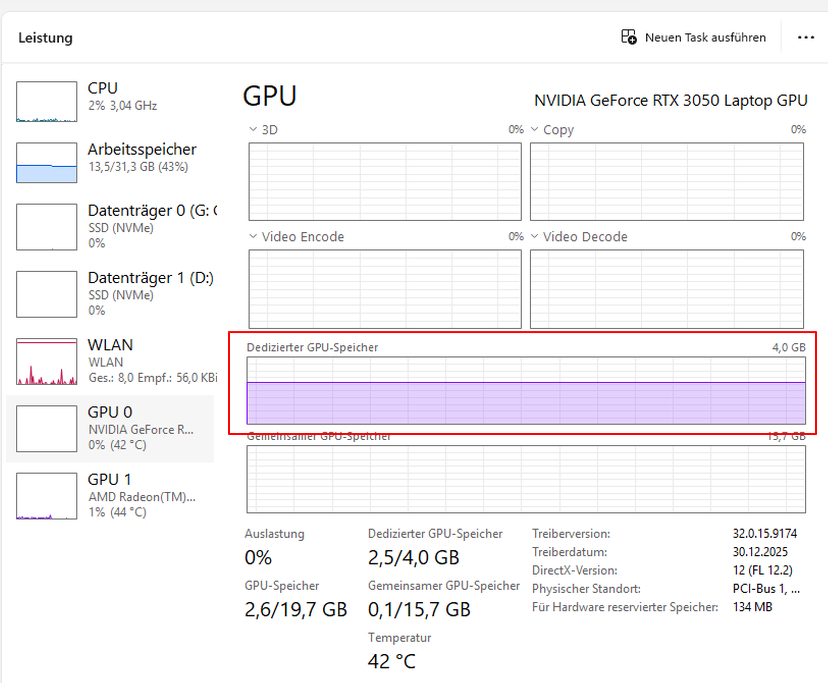 Leistung
Neuen Task ausführen
CPU
2% 3,04 GHz
Arbeitsspeicher
13,5/31,3 GB (43%)
Datenträger 0 (G:
SSD (NVMe)
0%
Datenträger 1 (D:)
SSD (NVMe)
0%
WLAN
WLAN
Ges.: 8,0 Empf.: 56,0 KBi
GPU 0
NVIDIA GeForce R...
0% (42 °C)
GPU 1
AMD Radeon(TM)...
1% (44 °C)
GPU
NVIDIA GeForce RTX 3050 Laptop GPU
3D 0%
Copy 0%
Video Encode 0%
Video Decode 0%
Dedizierter GPU-Speicher 4,0 GB
Gemeinsamer GPU-Speicher 15,7 GB
Auslastung
0%
Dedizierter GPU-Speicher
2,5/4,0 GB
GPU-Speicher
2,6/19,7 GB
Gemeinsamer GPU-Speicher
0,1/15,7 GB
Temperatur
42 °C
Treiberversion: 32.0.15.9174
Treiberdatum: 30.12.2025
DirectX-Version: 12 (FL 12.2)
Physischer Standort: PCI-Bus 1, ...
Für Hardware reservierter Speicher: 134 MB